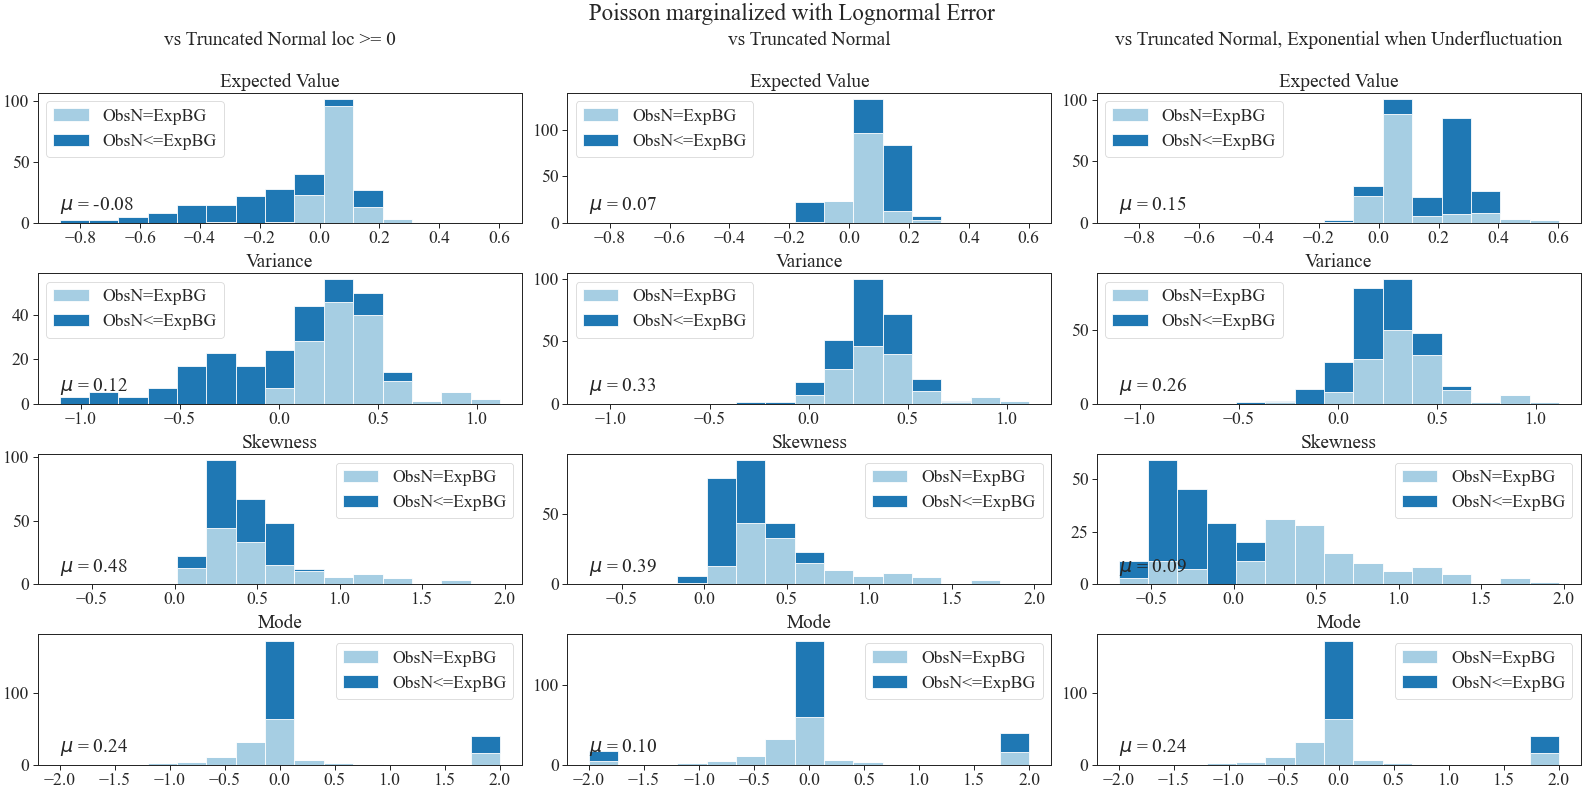 Poisson marginalized with Lognormal Error
vs Truncated Normal loc >= 0
vs Truncated Normal
vs Truncated Normal, Exponential when Underfluctuation
Expected Value
100
50
0
ObsN=ExpBG
ObsN<=ExpBG
μ = -0.08
−0.8 −0.6 −0.4 −0.2 0.0 0.2 0.4 0.6
Expected Value
100
50
0
ObsN=ExpBG
ObsN<=ExpBG
μ = 0.07
−0.8 −0.6 −0.4 −0.2 0.0 0.2 0.4 0.6
Expected Value
100
50
0
ObsN=ExpBG
ObsN<=ExpBG
μ = 0.15
−0.8 −0.6 −0.4 −0.2 0.0 0.2 0.4 0.6
Variance
40
20
0
ObsN=ExpBG
ObsN<=ExpBG
μ = 0.12
−1.0 −0.5 0.0 0.5 1.0
Variance
100
50
0
ObsN=ExpBG
ObsN<=ExpBG
μ = 0.33
−1.0 −0.5 0.0 0.5 1.0
Variance
50
0
ObsN=ExpBG
ObsN<=ExpBG
μ = 0.26
−1.0 −0.5 0.0 0.5 1.0
Skewness
100
50
0
ObsN=ExpBG
ObsN<=ExpBG
μ = 0.48
−0.5 0.0 0.5 1.0 1.5 2.0
Skewness
50
0
ObsN=ExpBG
ObsN<=ExpBG
μ = 0.39
−0.5 0.0 0.5 1.0 1.5 2.0
Skewness
50
25
0
ObsN=ExpBG
ObsN<=ExpBG
μ = 0.09
−0.5 0.0 0.5 1.0 1.5 2.0
Mode
100
0
ObsN=ExpBG
ObsN<=ExpBG
μ = 0.24
−2.0 −1.5 −1.0 −0.5 0.0 0.5 1.0 1.5 2.0
Mode
100
0
ObsN=ExpBG
ObsN<=ExpBG
μ = 0.10
−2.0 −1.5 −1.0 −0.5 0.0 0.5 1.0 1.5 2.0
Mode
100
0
ObsN=ExpBG
ObsN<=ExpBG
μ = 0.24
−2.0 −1.5 −1.0 −0.5 0.0 0.5 1.0 1.5 2.0